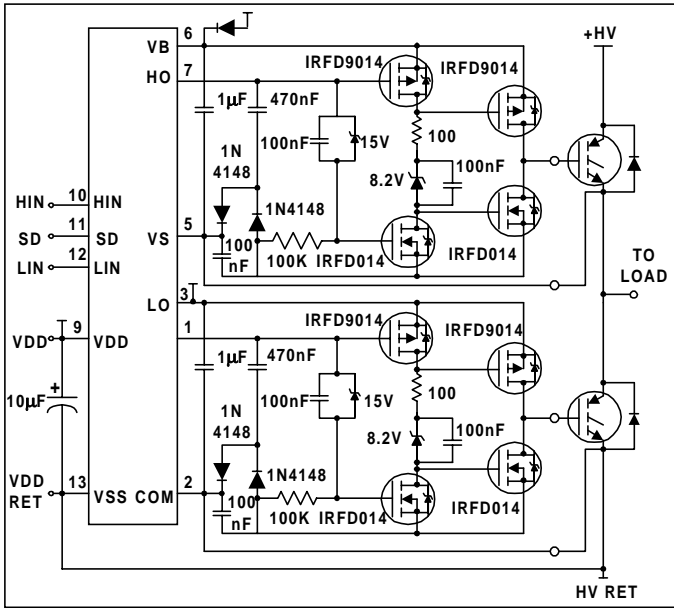 6
VB
+HV
HO
7
IRFD9014
IRFD9014
1µF
470nF
100nF
15V
100
1N
4148
8.2V
100nF
HIN
10
HIN
SD
11
SD
VS
5
1N4148
LIN
12
LIN
100
nF
100K
IRFD014
IRFD014
TO
LOAD
LO
3
IRFD9014
IRFD9014
VDD
9
VDD
1
1µF
470nF
+
10µF
100nF
15V
100
1N
4148
8.2V
100nF
VDD
RET
13
VSS
COM
2
1N4148
100
nF
100K
IRFD014
IRFD014
HV RET